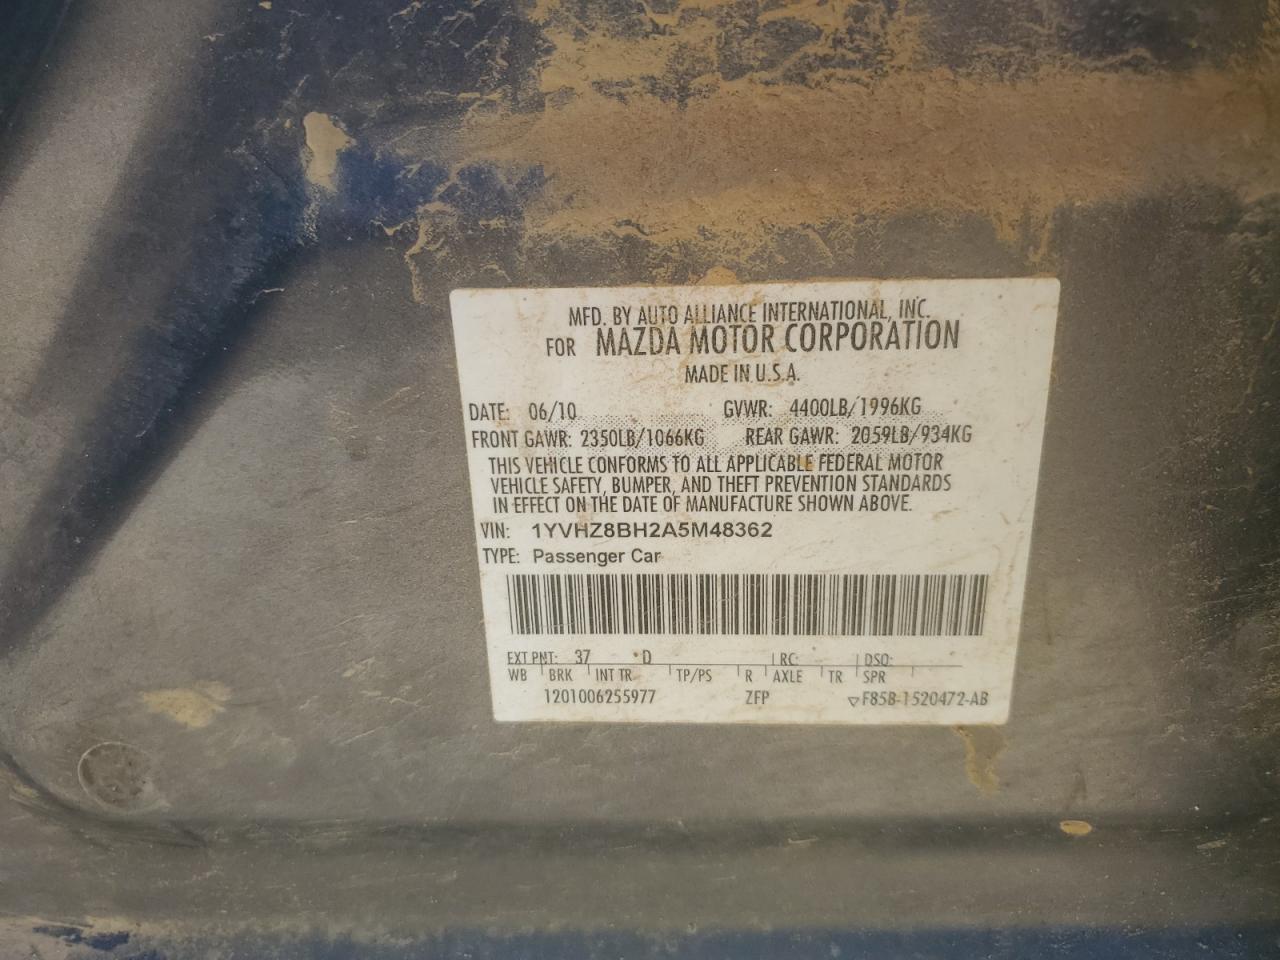 MFD. BY AUTO ALLIANCE INTERNATIONAL, INC.
FOR MAZDA MOTOR CORPORATION
MADE IN U.S.A.
DATE: 06/10 GVWR: 4400LB/1996KG
FRONT GAWR: 2350LB/1066KG REAR GAWR: 2059LB/934KG
THIS VEHICLE CONFORMS TO ALL APPLICABLE FEDERAL MOTOR
VEHICLE SAFETY, BUMPER, AND THEFT PREVENTION STANDARDS
IN EFFECT ON THE DATE OF MANUFACTURE SHOWN ABOVE.
VIN: 1YVHZ8BH2A5M48362
TYPE: Passenger Car
EXT PNT: 37 D RC: DSO:
WB BRK INT TR TP/PS R AXLE TR SPR
1201006255977 ZFP F85B-1520472-AB